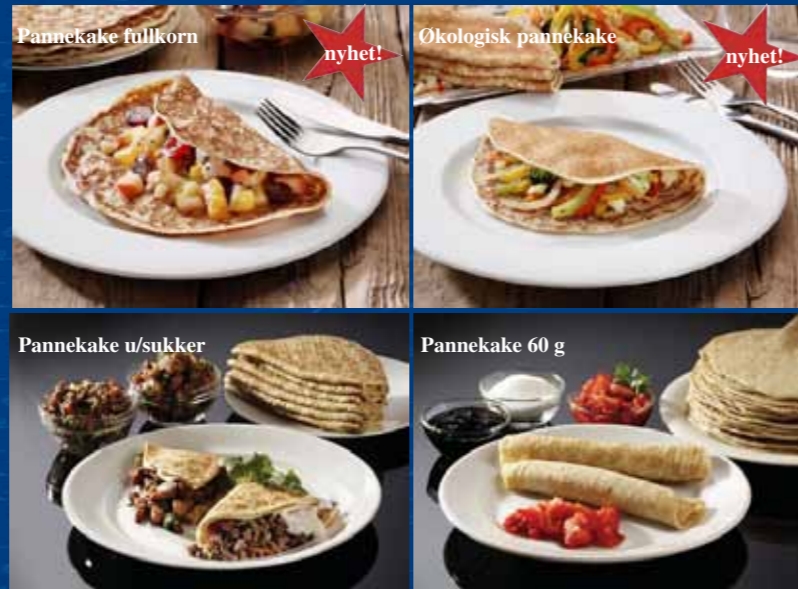 Pannekake fullkorn
nyhet!
Økologisk pannekake
nyhet!
Pannekake u/sukker
Pannekake 60 g